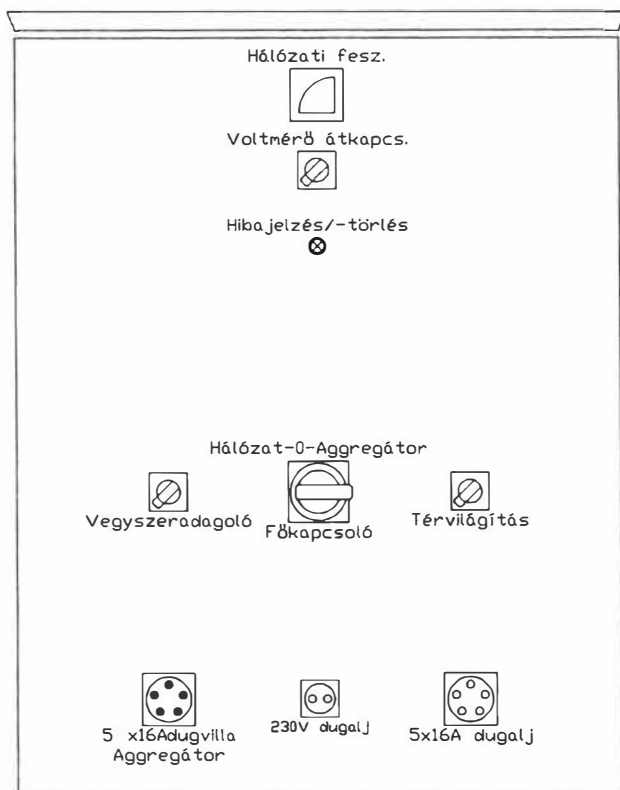 Hálózati fesz.
Voltmérő átkapcs.
Hibajelzés/-törlés
Hálózat-0-Aggregátor
Vegyszeradagoló
Főkapcsoló
Térvilágítás
5 x16Adugvilla
Aggregátor
230V dugalj
5x16A dugalj